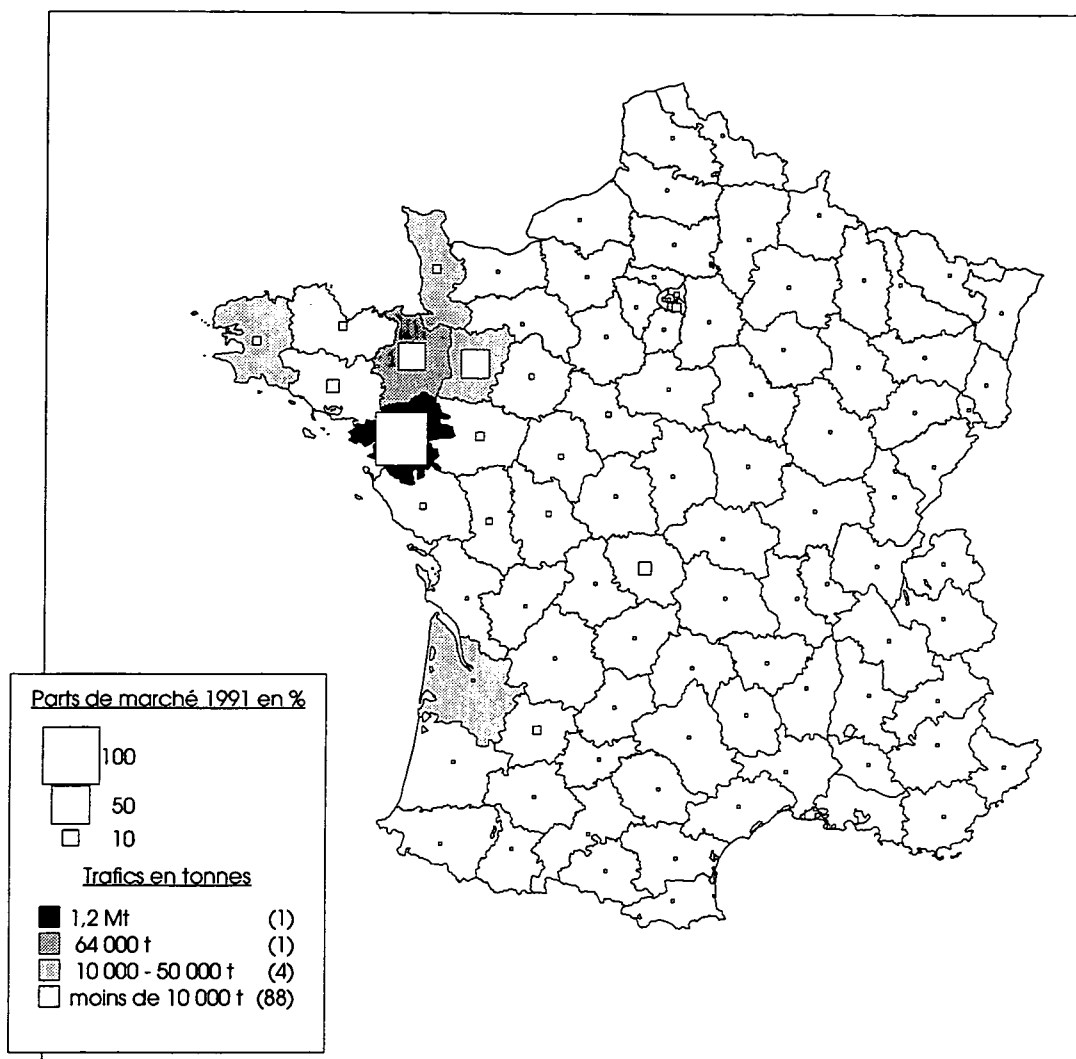 Parts de marché 1991 en %
100
50
10
Trafics en tonnes
1,2 Mt (1)
64 000 t (1)
10 000 - 50 000 t (4)
moins de 10 000 t (88)